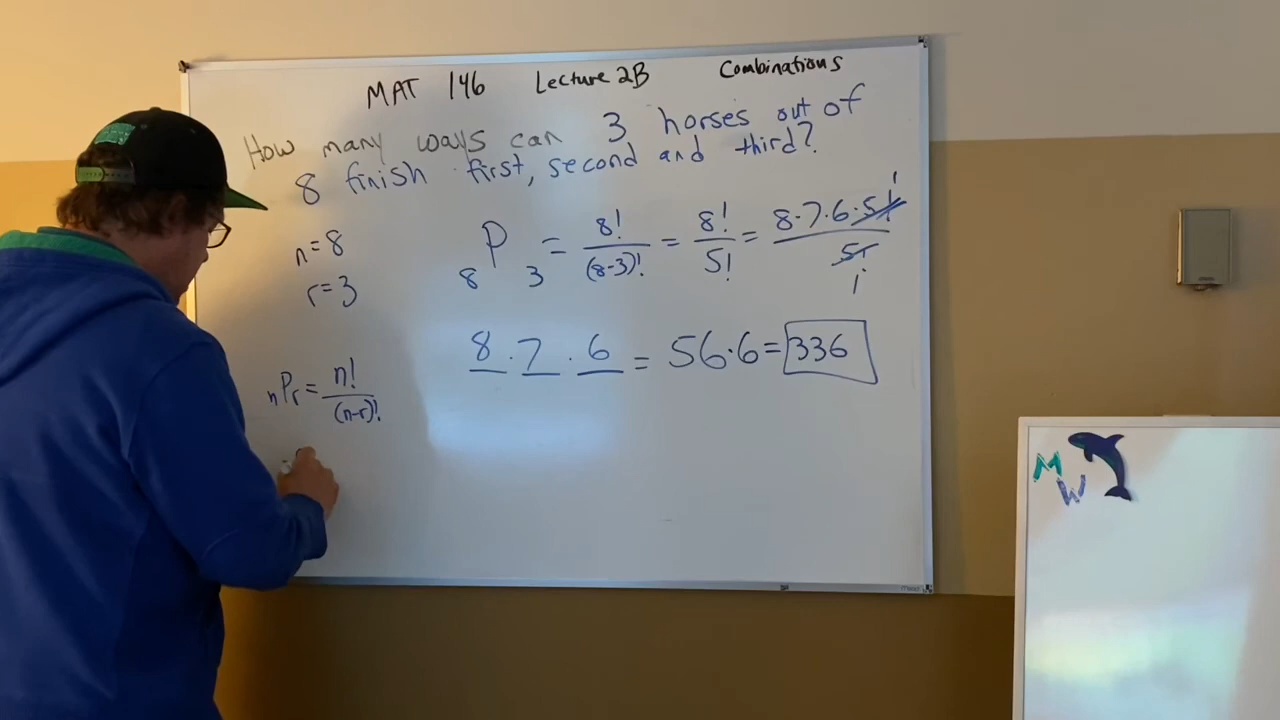 MAT 146 Lecture 2B Combinations
How many ways can 3 horses out of
8 finish first, second and third?
n=8
r=3
8P3 = 8!/(8-3)! = 8!/5! = 8·7·6·5!/5!
1
1
8·7·6 = 56·6=336
nPr = n!/(n-r)!
M
W